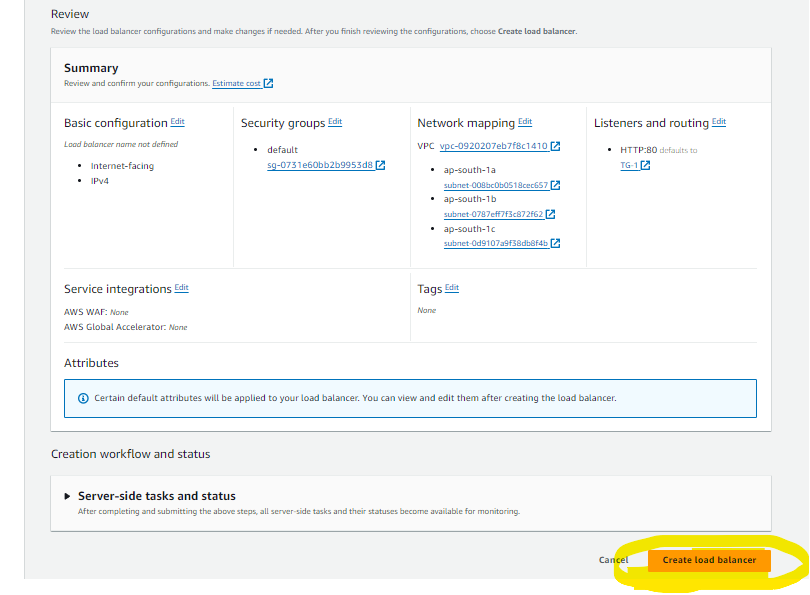 Review
Review the load balancer configurations and make changes if needed. After you finish reviewing the configurations, choose Create load balancer.
Summary
Review and confirm your configurations. Estimate cost
Basic configuration Edit
Load balancer name not defined
• Internet-facing
• IPv4
Security groups Edit
• default
sg-0731e60bb2b9953d8
Network mapping Edit
VPC vpc-0920207eb7f8c1410
• ap-south-1a
subnet-008bc0b0518cec657
• ap-south-1b
subnet-0787eff7f3c872f62
• ap-south-1c
subnet-0d9107a9f38db8f4b
Listeners and routing Edit
• HTTP:80 defaults to
TG-1
Service integrations Edit
AWS WAF: None
AWS Global Accelerator: None
Tags Edit
None
Attributes
Certain default attributes will be applied to your load balancer. You can view and edit them after creating the load balancer.
Creation workflow and status
Server-side tasks and status
After completing and submitting the above steps, all server-side tasks and their statuses become available for monitoring.
Cancel
Create load balancer